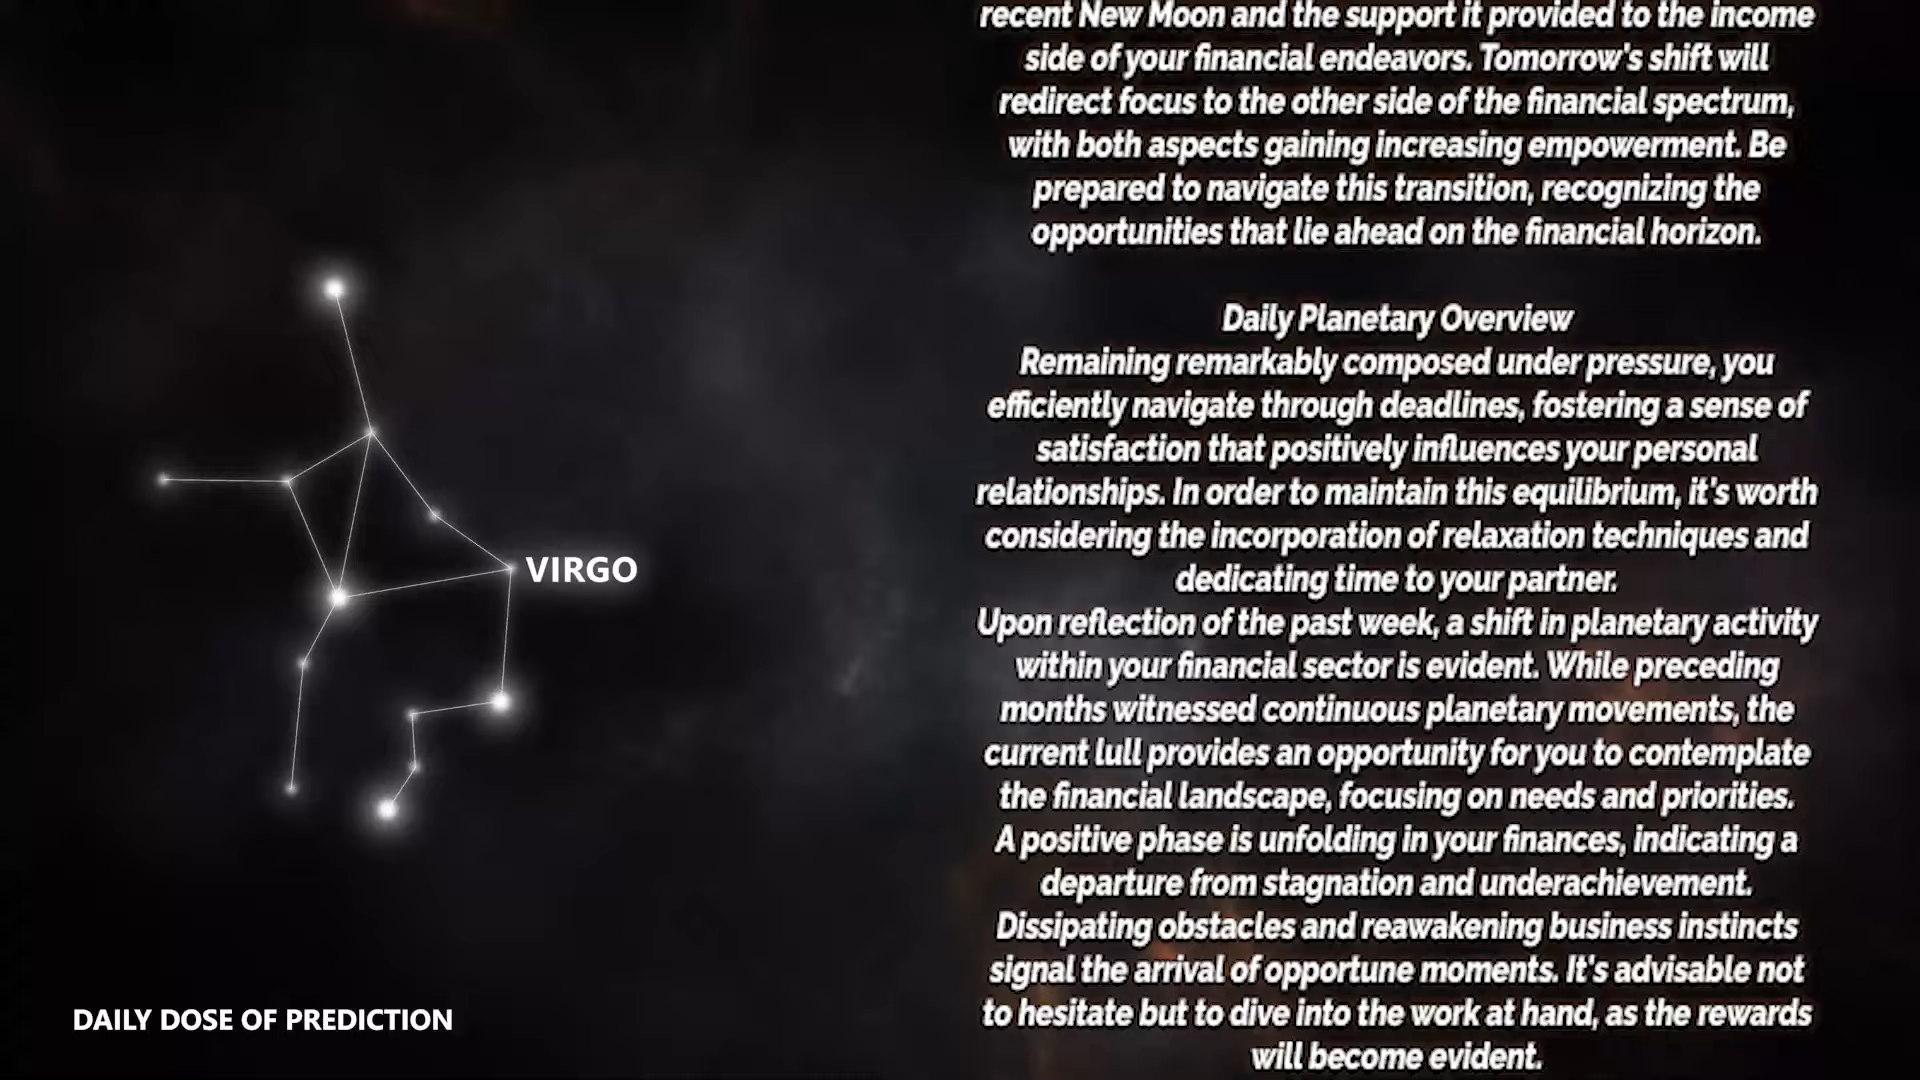 recent New Moon and the support it provided to the income
side of your financial endeavors. Tomorrow's shift will
redirect focus to the other side of the financial spectrum,
with both aspects gaining increasing empowerment. Be
prepared to navigate this transition, recognizing the
opportunities that lie ahead on the financial horizon.
Daily Planetary Overview
Remaining remarkably composed under pressure, you
efficiently navigate through deadlines, fostering a sense of
satisfaction that positively influences your personal
relationships. In order to maintain this equilibrium, it's worth
considering the incorporation of relaxation techniques and
dedicating time to your partner.
Upon reflection of the past week, a shift in planetary activity
within your financial sector is evident. While preceding
months witnessed continuous planetary movements, the
current lull provides an opportunity for you to contemplate
the financial landscape, focusing on needs and priorities.
A positive phase is unfolding in your finances, indicating a
departure from stagnation and underachievement.
Dissipating obstacles and reawakening business instincts
signal the arrival of opportune moments. It's advisable not
to hesitate but to dive into the work at hand, as the rewards
will become evident.
VIRGO
DAILY DOSE OF PREDICTION